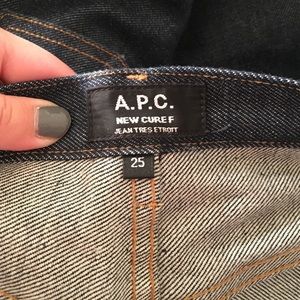 A.P.C.
NEW CURE F
JEAN TRES ETROIT
25